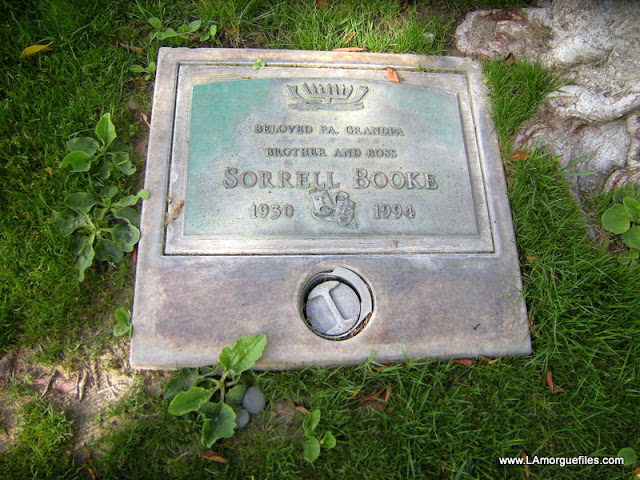 BELOVED PA, GRANDPA
BROTHER AND BOSS
SORRELL BOOKE
1930 1994
www.LAmorguefiles.com